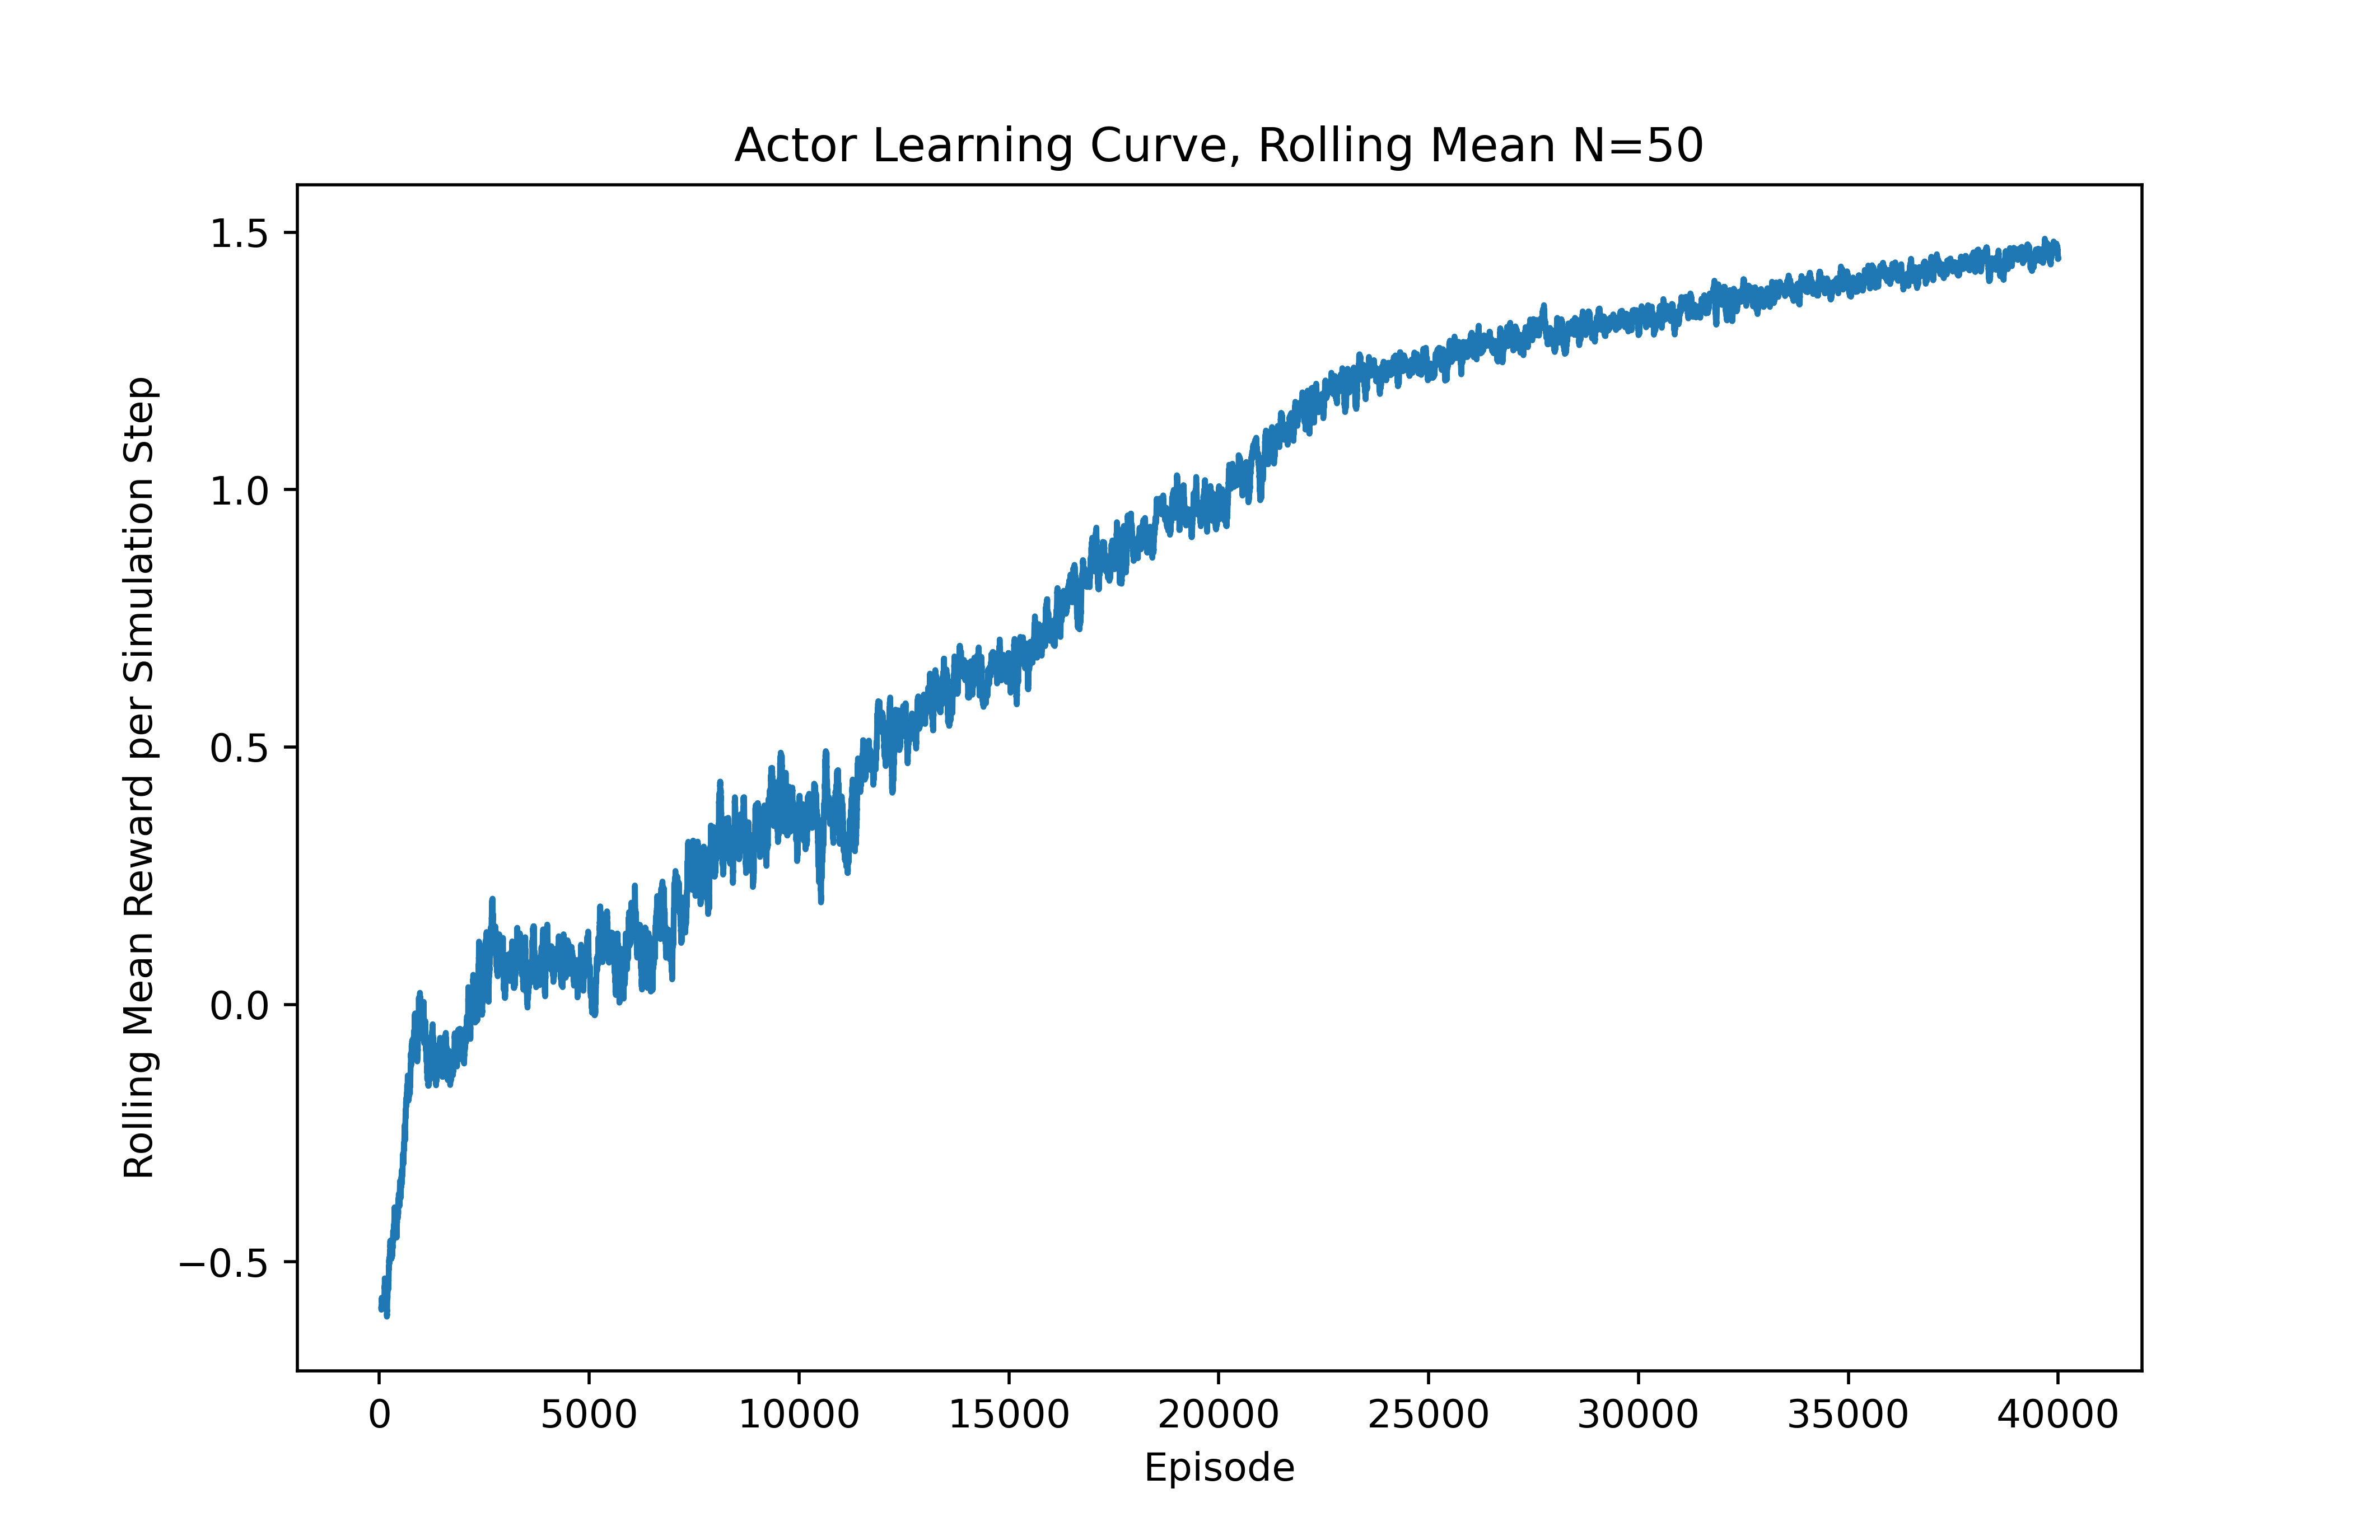 Actor Learning Curve, Rolling Mean N=50
Rolling Mean Reward per Simulation Step
1.5
1.0
0.5
0.0
−0.5
0 5000 10000 15000 20000 25000 30000 35000 40000
Episode